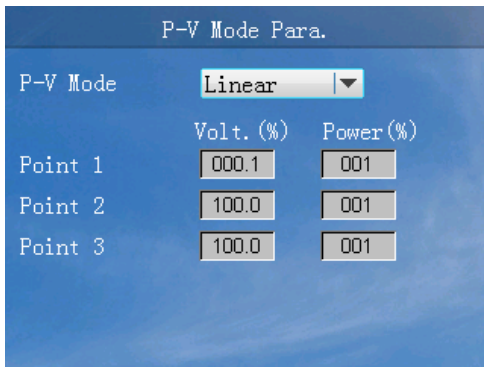 P-V Mode Para.
P-V Mode Linear
Volt.(%) Power(%)
Point 1 000.1 001
Point 2 100.0 001
Point 3 100.0 001